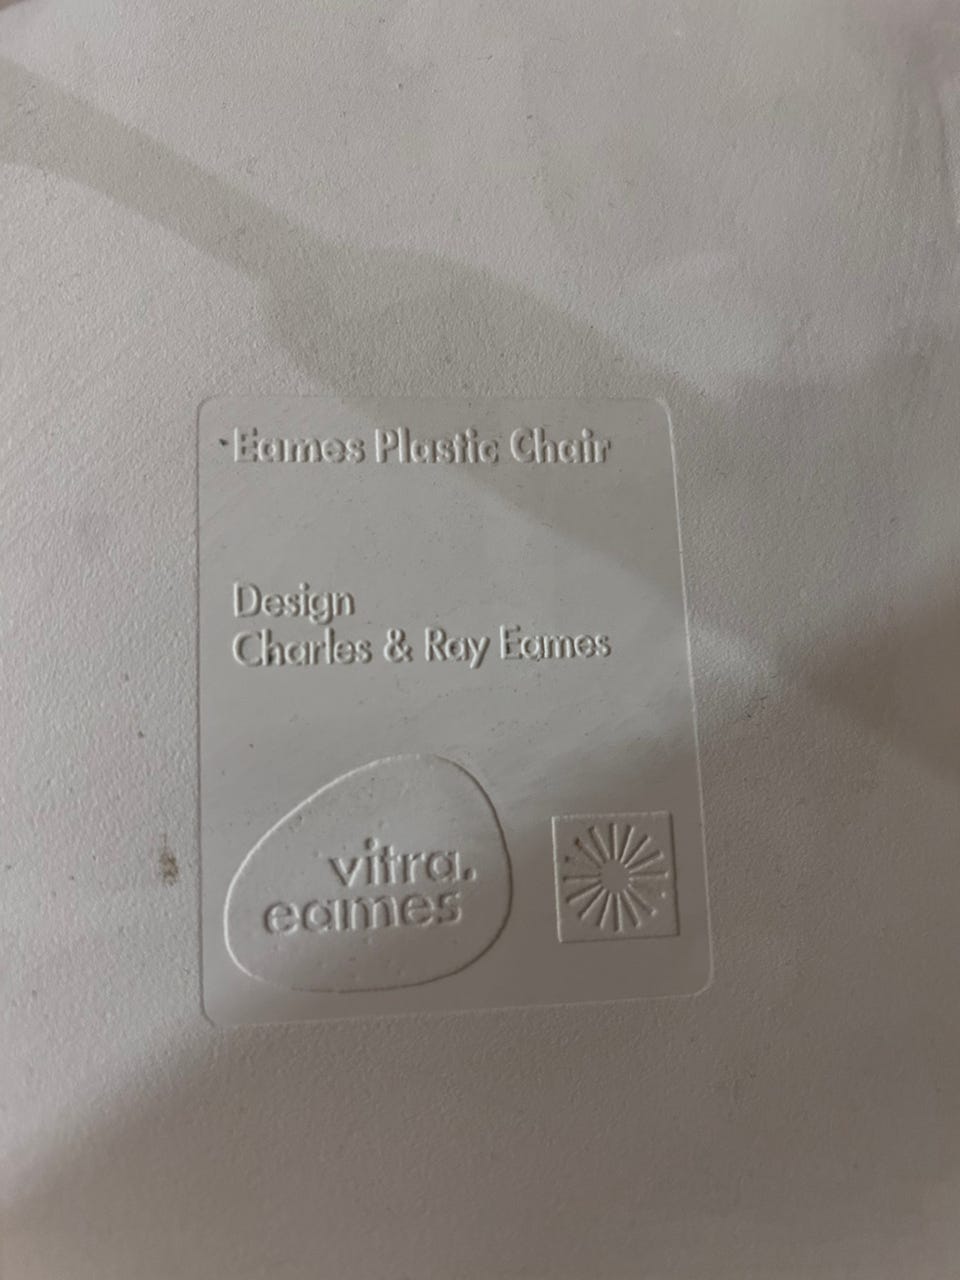 Eames Plastic Chair
Design
Charles & Ray Eames
vitra.
eames